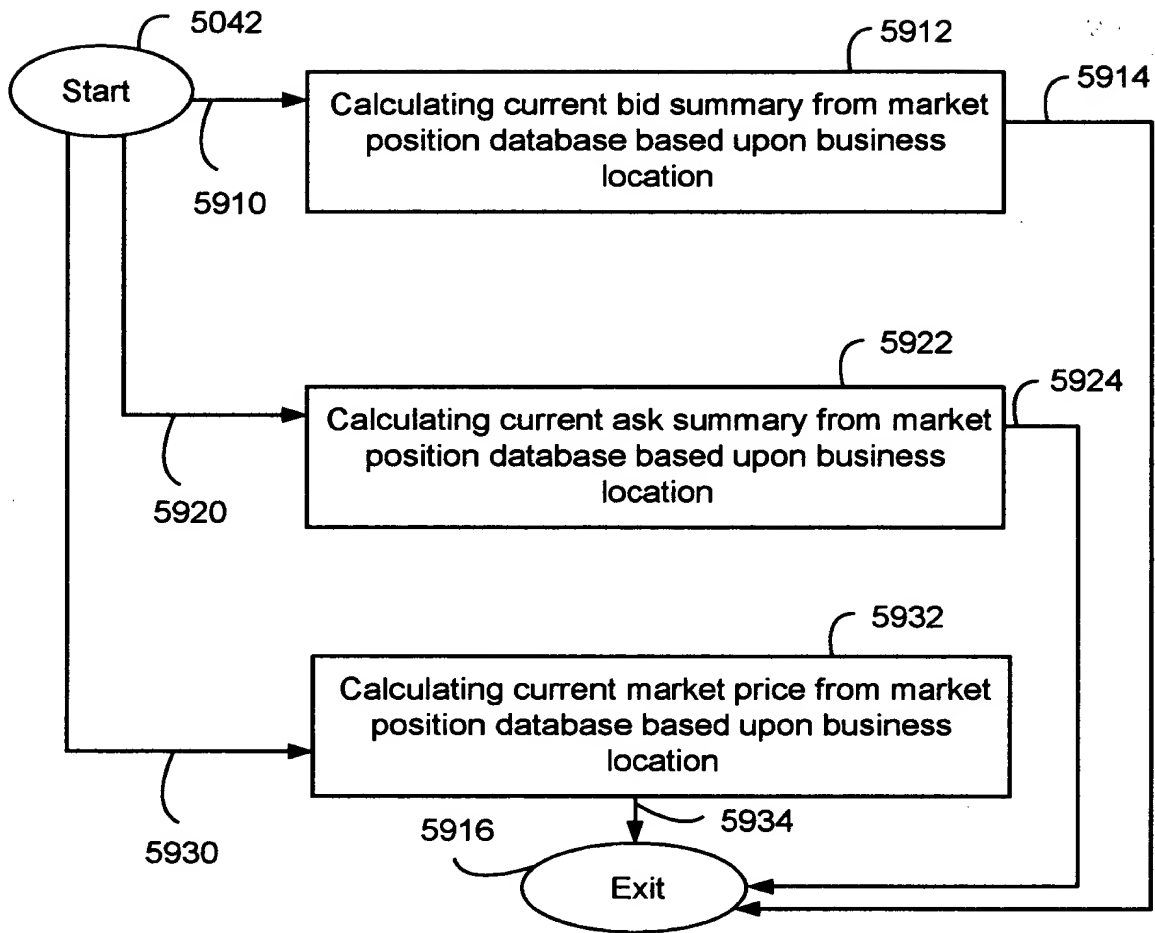 5042
Start
5912
5914
Calculating current bid summary from market
position database based upon business
location
5910
5922
5924
Calculating current ask summary from market
position database based upon business
location
5920
5932
Calculating current market price from market
position database based upon business
location
5930
5934
5916
Exit